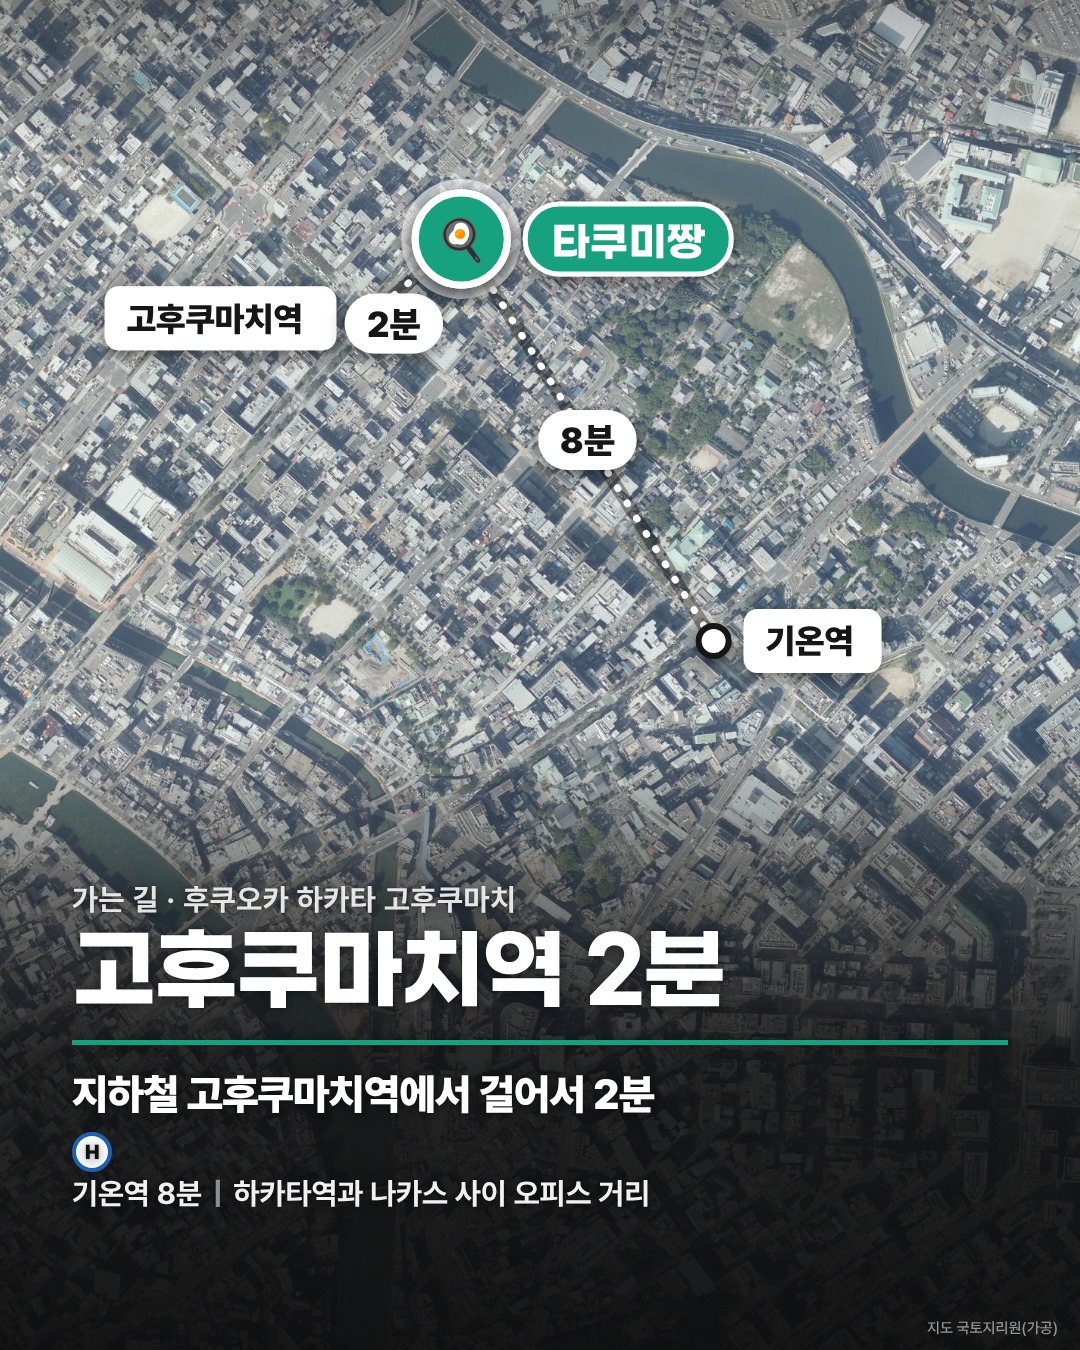 타쿠미짱
고후쿠마치역
2분
8분
기온역
가는 길 · 후쿠오카 하카타 고후쿠마치
고후쿠마치역 2분
지하철 고후쿠마치역에서 걸어서 2분
H
기온역 8분 | 하카타역과 나카스 사이 오피스 거리
지도 국토지리원(가공)